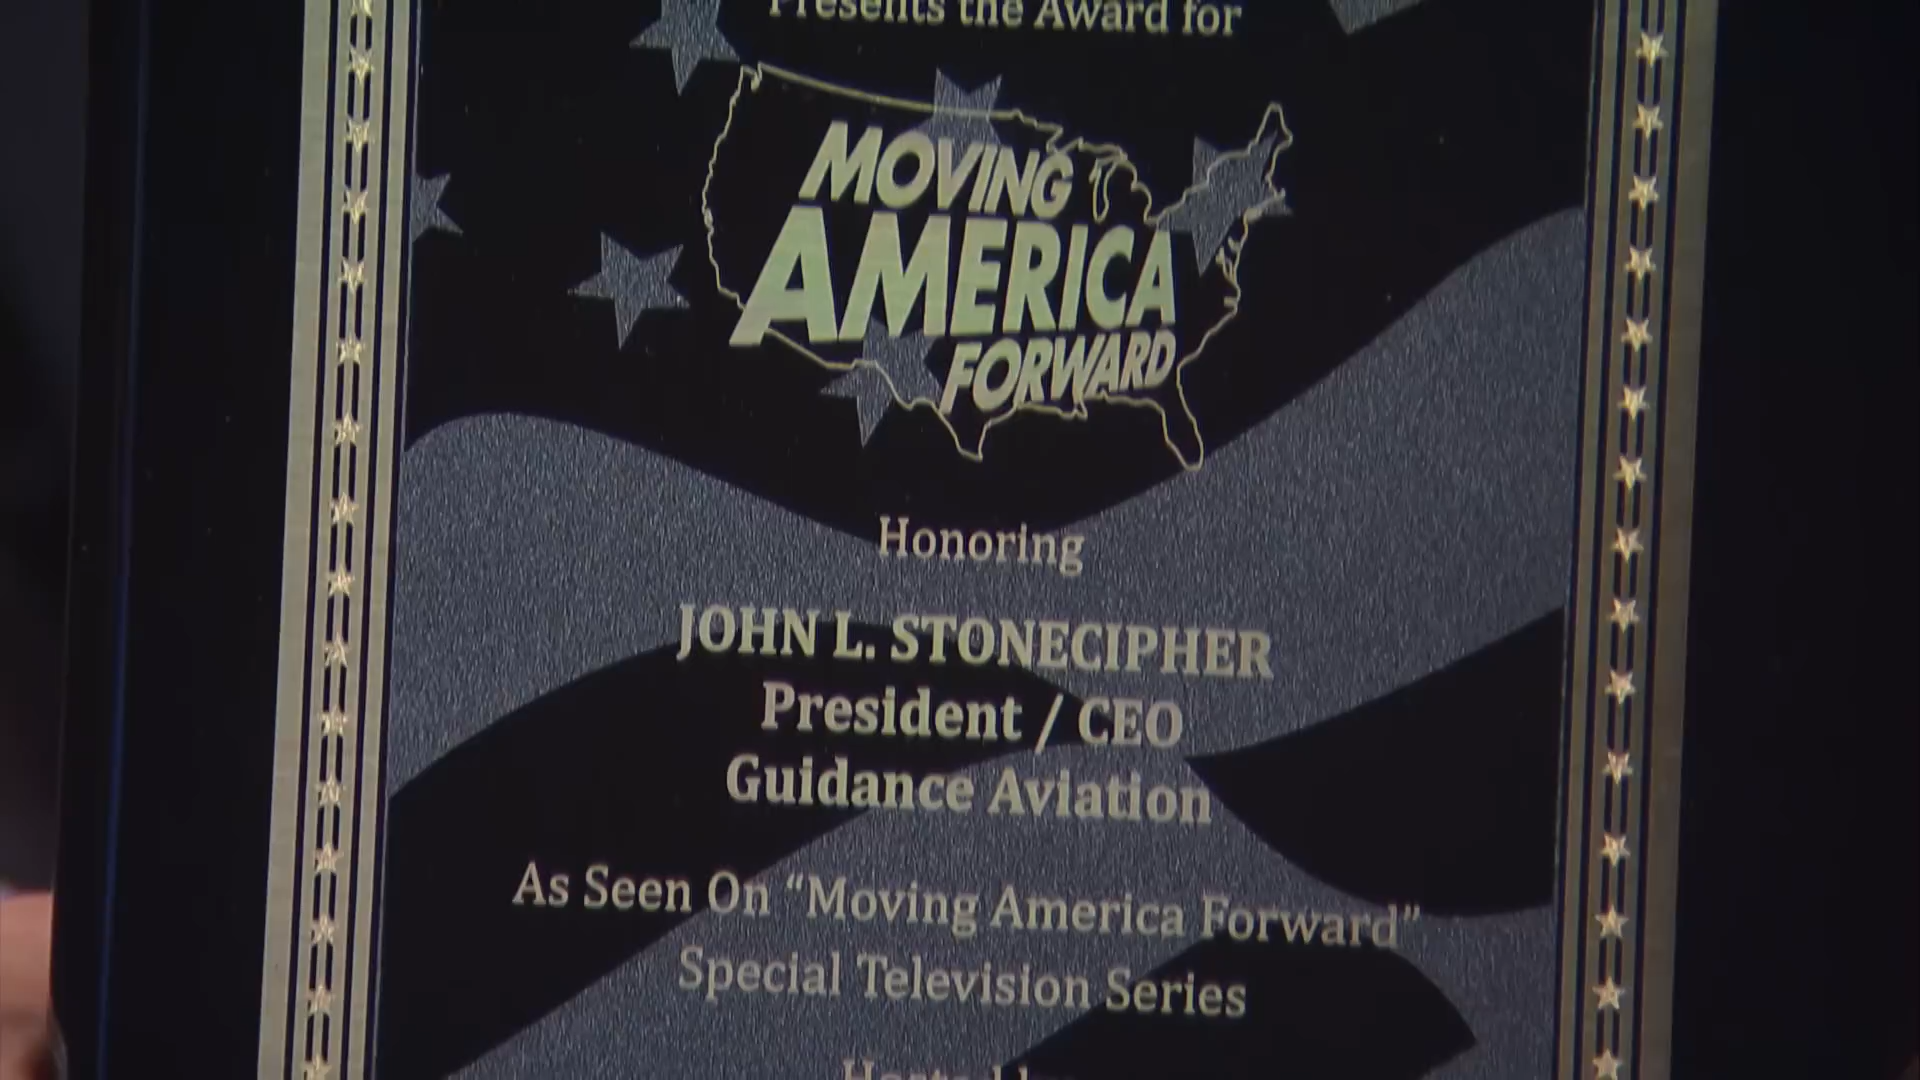 Presents the Award for
MOVING
AMERICA
FORWARD
Honoring
JOHN L. STONECIPHER
President / CEO
Guidance Aviation
As Seen On “Moving America Forward”
Special Television Series